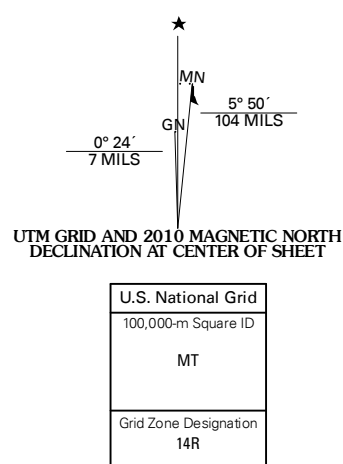 MN
5° 50´
104 MILS
GN
0° 24´
7 MILS
UTM GRID AND 2010 MAGNETIC NORTH
DECLINATION AT CENTER OF SHEET
U.S. National Grid
100,000-m Square ID
MT
Grid Zone Designation
14R